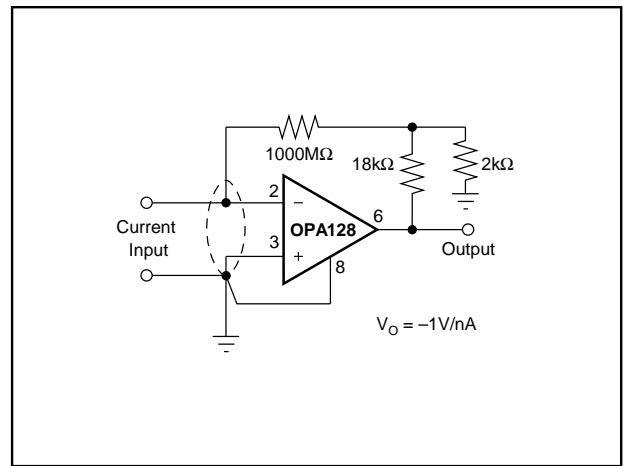 1000MΩ
18kΩ
2kΩ
2
−
Current
Input
OPA128
6
3
+
8
Output
V_O = –1V/nA